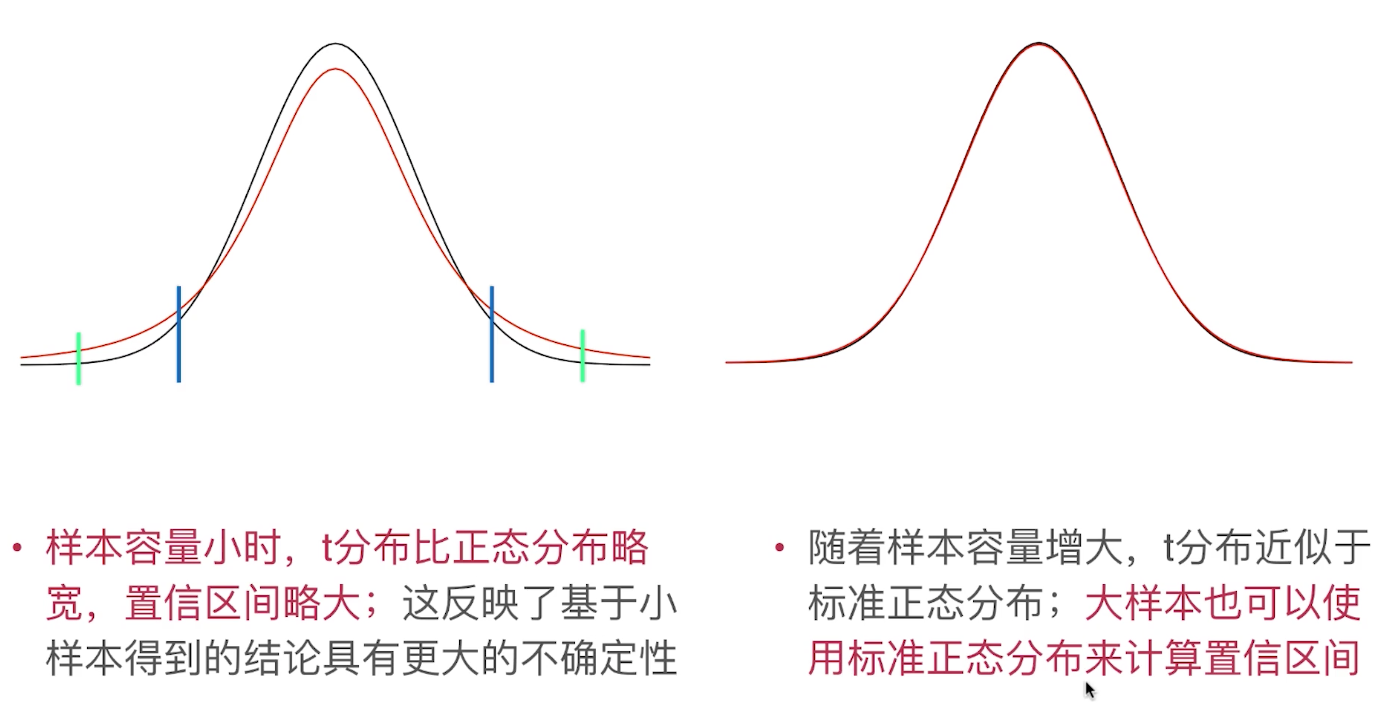 • 样本容量小时，t分布比正态分布略
宽，置信区间略大；这反映了基于小
样本得到的结论具有更大的不确定性
• 随着样本容量增大，t分布近似于
标准正态分布；大样本也可以使
用标准正态分布来计算置信区间